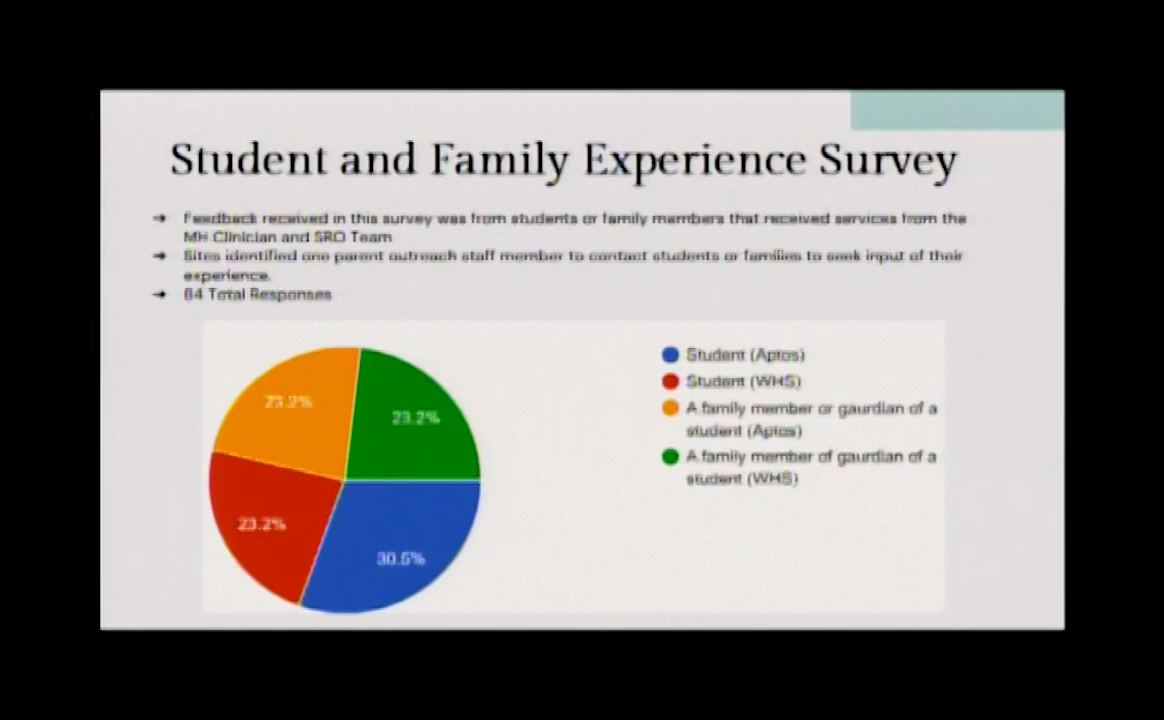 Student and Family Experience Survey
➔ Feedback received in this survey was from students or family members that received services from the
MH Clinician and SRO Team
➔ Sites identified one parent outreach staff member to contact students or families to seek input of their
experience.
➔ 84 Total Responses
23.2%
23.2%
23.2%
30.5%
Student (Aptos)
Student (WHS)
A family member or gaurdian of a
student (Aptos)
A family member of gaurdian of a
student (WHS)